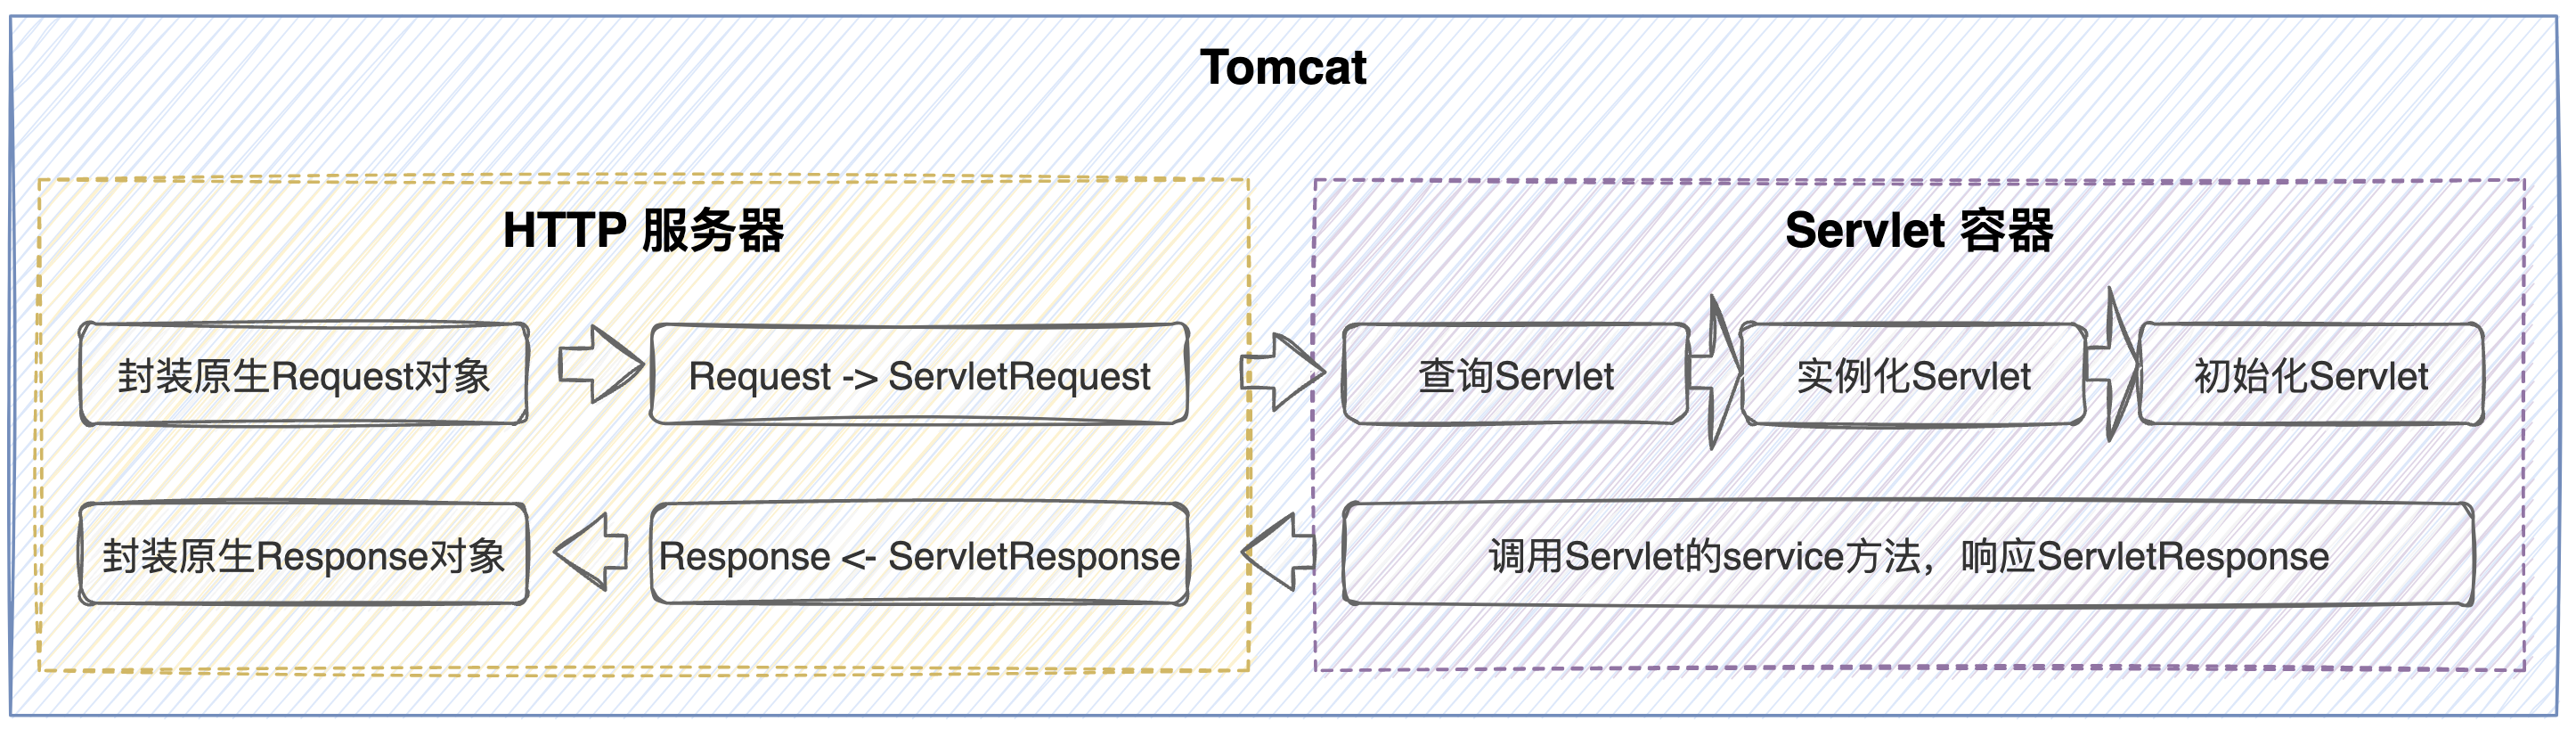 Tomcat
HTTP 服务器
封装原生Request对象
Request -> ServletRequest
封装原生Response对象
Response <- ServletResponse
Servlet 容器
查询Servlet
实例化Servlet
初始化Servlet
调用Servlet的service方法，响应ServletResponse